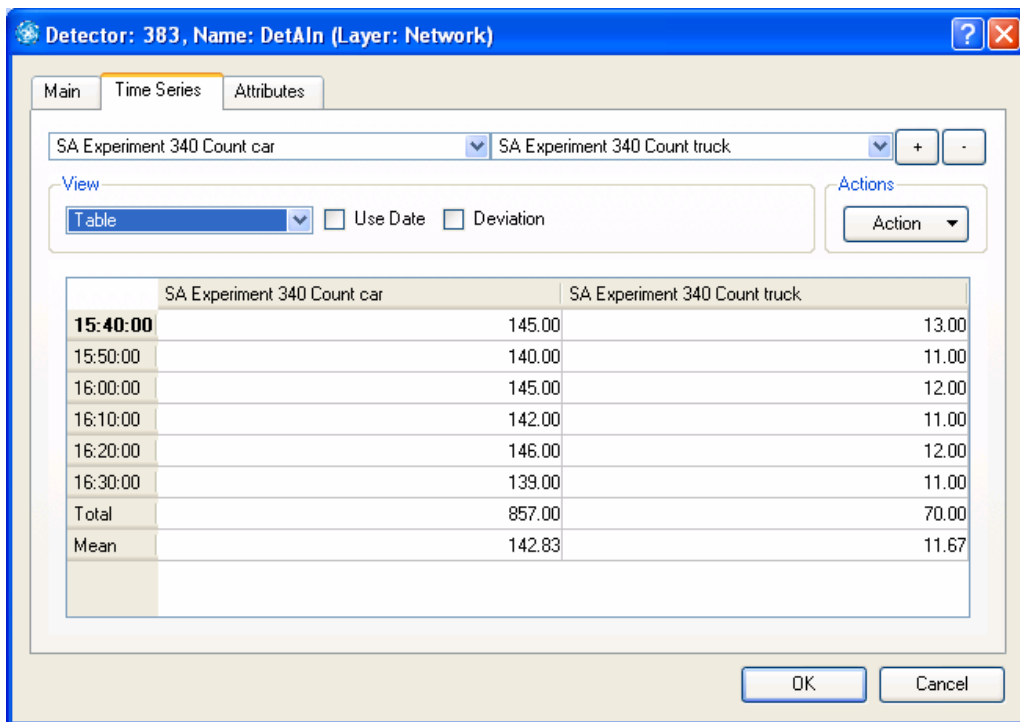 Detector: 383, Name: DetAIn (Layer: Network)
Main Time Series Attributes
SA Experiment 340 Count car SA Experiment 340 Count truck + -
View Actions
Table Use Date Deviation Action
SA Experiment 340 Count car SA Experiment 340 Count truck
15:40:00 145.00 13.00
15:50:00 140.00 11.00
16:00:00 145.00 12.00
16:10:00 142.00 11.00
16:20:00 146.00 12.00
16:30:00 139.00 11.00
Total 857.00 70.00
Mean 142.83 11.67
OK Cancel